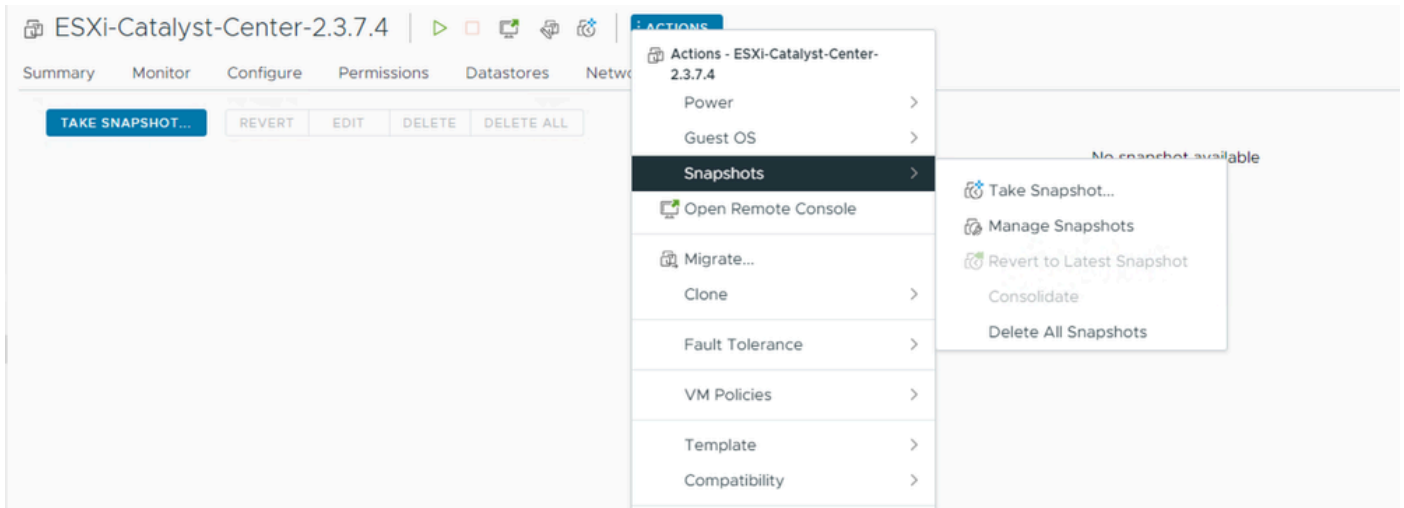 ESXi-Catalyst-Center-2.3.7.4
ACTIONS
Summary Monitor Configure Permissions Datastores Netwo
TAKE SNAPSHOT... REVERT EDIT DELETE DELETE ALL
No snapshot available
Actions - ESXi-Catalyst-Center-
2.3.7.4
Power
Guest OS
Snapshots
Open Remote Console
Migrate...
Clone
Fault Tolerance
VM Policies
Template
Compatibility
Take Snapshot...
Manage Snapshots
Revert to Latest Snapshot
Consolidate
Delete All Snapshots